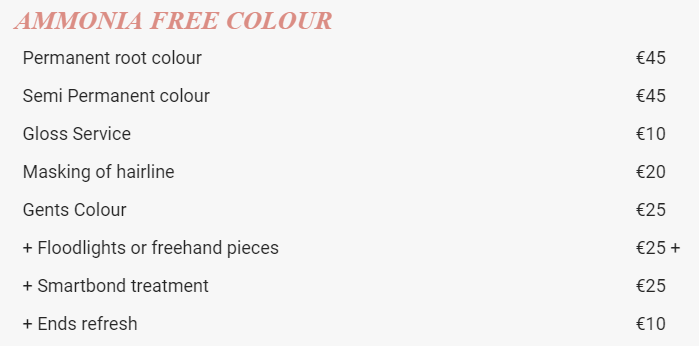 AMMONIA FREE COLOUR
Permanent root colour €45
Semi Permanent colour €45
Gloss Service €10
Masking of hairline €20
Gents Colour €25
+ Floodlights or freehand pieces €25 +
+ Smartbond treatment €25
+ Ends refresh €10